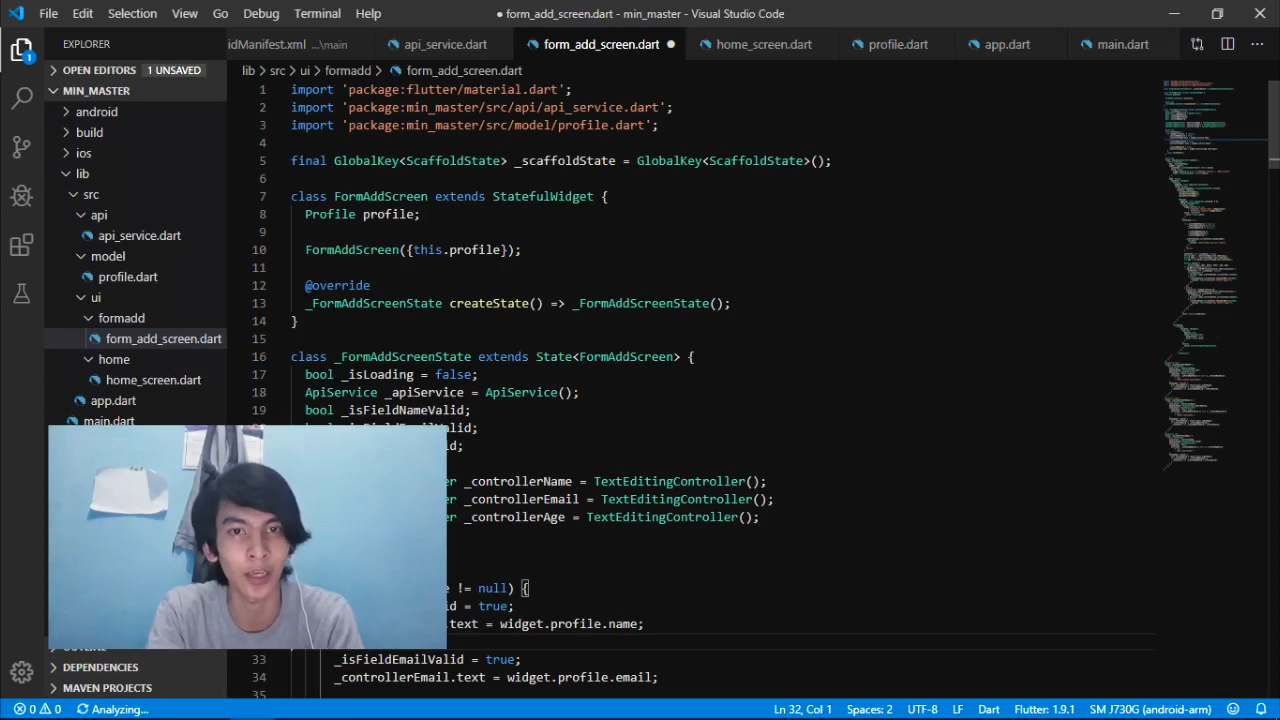 File Edit Selection View Go Debug Terminal Help
● form_add_screen.dart - min_master - Visual Studio Code
EXPLORER
idManifest.xml ...\main
api_service.dart
form_add_screen.dart ●
home_screen.dart
profile.dart
app.dart
main.dart
1
OPEN EDITORS 1 UNSAVED
MIN_MASTER
android
build
ios
lib
src
api
api_service.dart
model
profile.dart
ui
formadd
form_add_screen.dart
home
home_screen.dart
app.dart
main.dart
DEPENDENCIES
MAVEN PROJECTS
lib > src > ui > formadd > form_add_screen.dart
1 import 'package:flutter/material.dart';
2 import 'package:min_master/src/api/api_service.dart';
3 import 'package:min_master/src/model/profile.dart';
4
5 final GlobalKey<ScaffoldState> _scaffoldState = GlobalKey<ScaffoldState>();
6
7 class FormAddScreen extends StatefulWidget {
8 Profile profile;
9
10 FormAddScreen({this.profile});
11
12 @override
13 _FormAddScreenState createState() => _FormAddScreenState();
14 }
15
16 class _FormAddScreenState extends State<FormAddScreen> {
17 bool _isLoading = false;
18 ApiService _apiService = ApiService();
19 bool _isFieldNameValid;
_controllerName = TextEditingController();
_controllerEmail = TextEditingController();
_controllerAge = TextEditingController();
!= null) {
= true;
.text = widget.profile.name;
33 _isFieldEmailValid = true;
34 _controllerEmail.text = widget.profile.email;
35
0 0 Analyzing... Ln 32, Col 1 Spaces: 2 UTF-8 LF Dart Flutter: 1.9.1 SM J730G (android-arm)